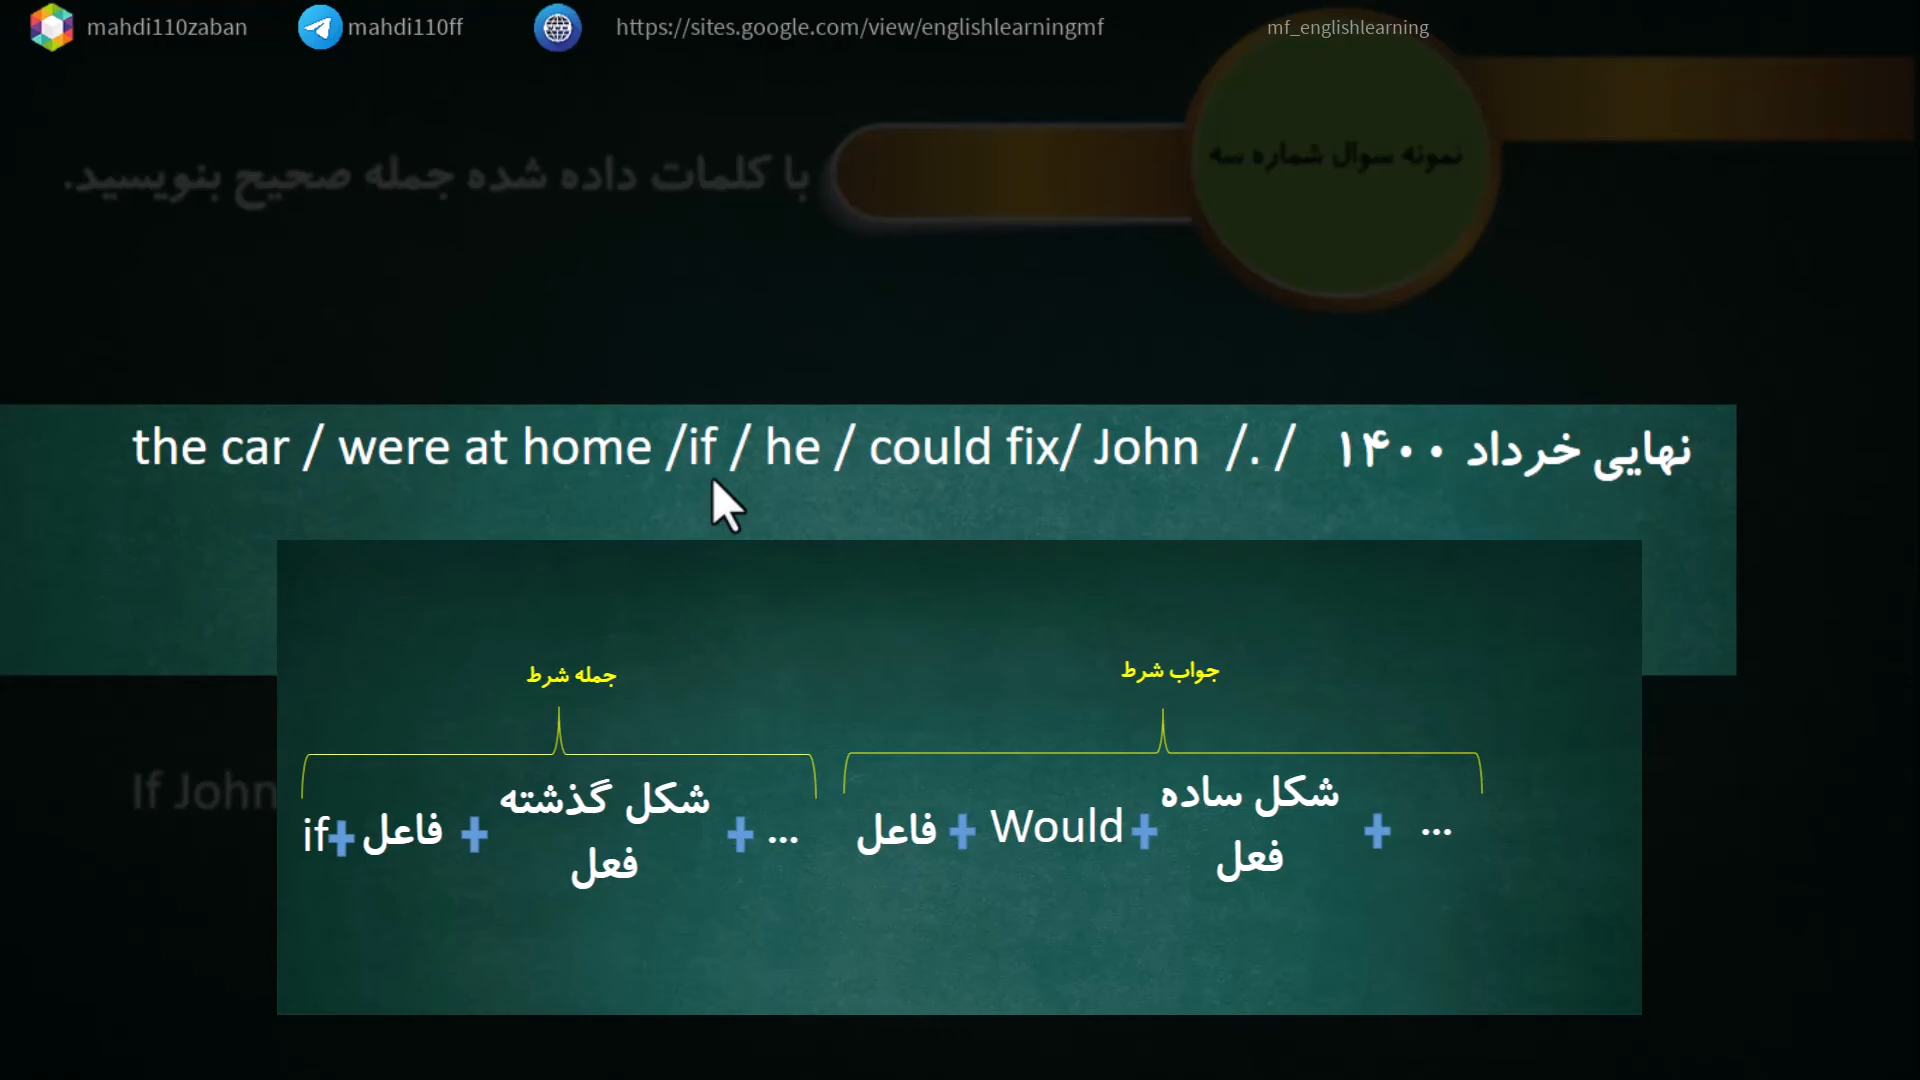 mahdi110zaban
mahdi110ff
https://sites.google.com/view/englishlearningmf
mf_englishlearning
نمونه سوال شماره سه
با کلمات داده شده جمله صحیح بنویسید.
the car / were at home /if / he / could fix/ John /. / نهایی خرداد ۱۴۰۰
جمله شرط
جواب شرط
if + فاعل + شکل گذشته فعل + ...
فاعل + Would + شکل ساده فعل + ...
If John